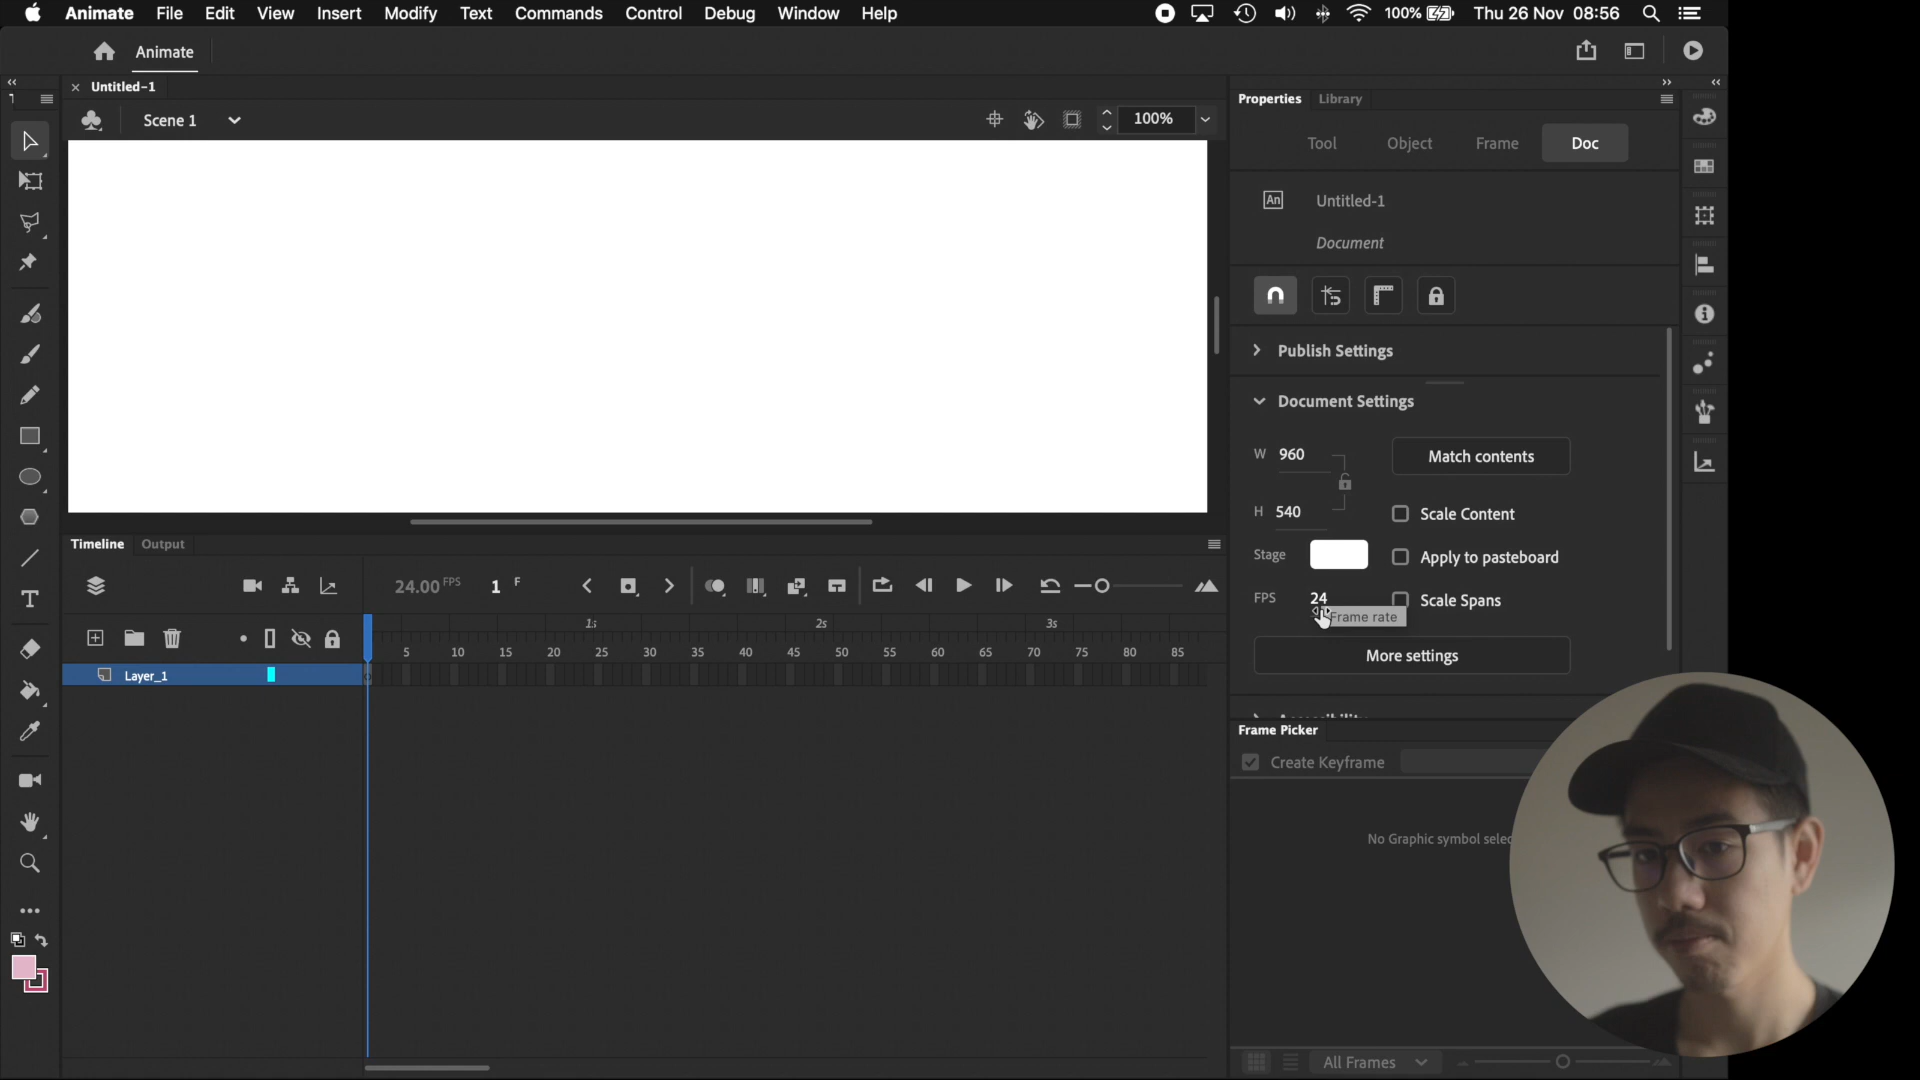 Animate File Edit View Insert Modify Text Commands Control Debug Window Help 100% Thu 26 Nov 08:56
Animate
Untitled-1
Scene 1
100%
Properties Library
Tool Object Frame Doc
An Untitled-1
Document
Publish Settings
Document Settings
W 960
Match contents
H 540
Scale Content
Stage
Apply to pasteboard
FPS 24
Scale Spans
Frame rate
More settings
Frame Picker
Create Keyframe
No Graphic symbol
All Frames
Timeline Output
24.00 FPS 1 F
1s 2s 3s
5 10 15 20 25 30 35 40 45 50 55 60 65 70 75 80 85
Layer_1